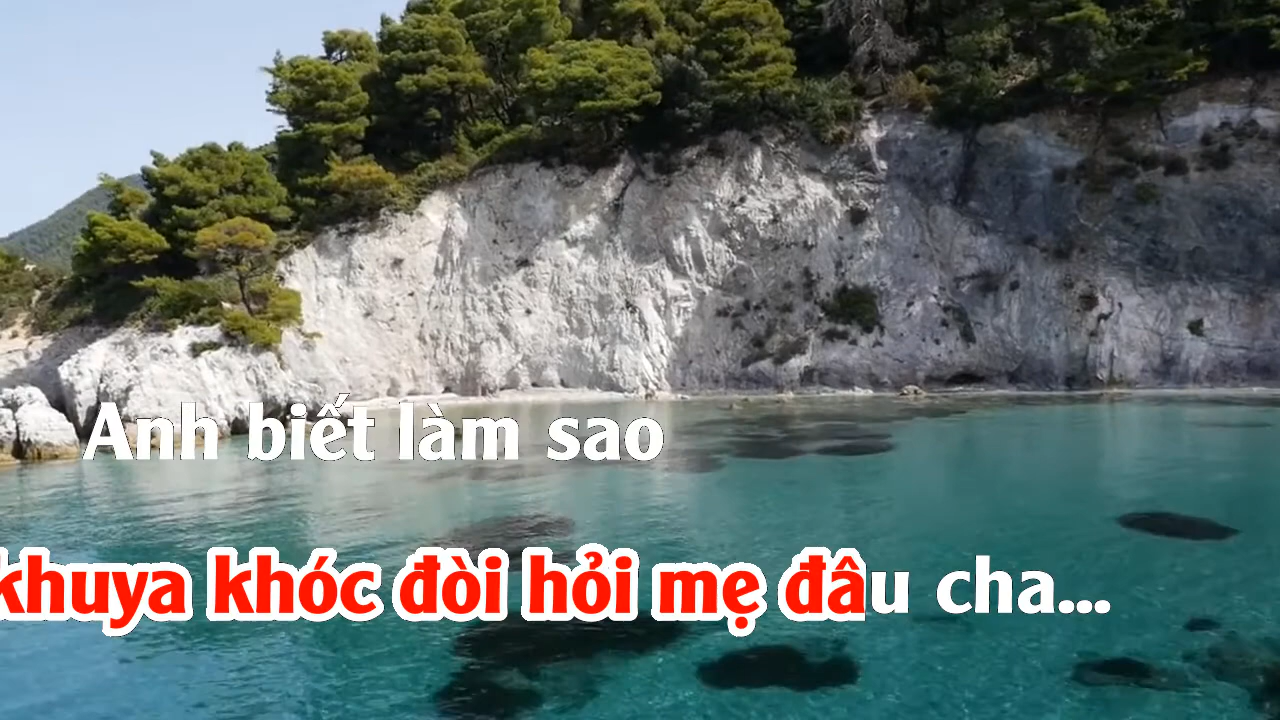 Anh biết làm sao
khuya khóc đòi hỏi mẹ đâu cha...